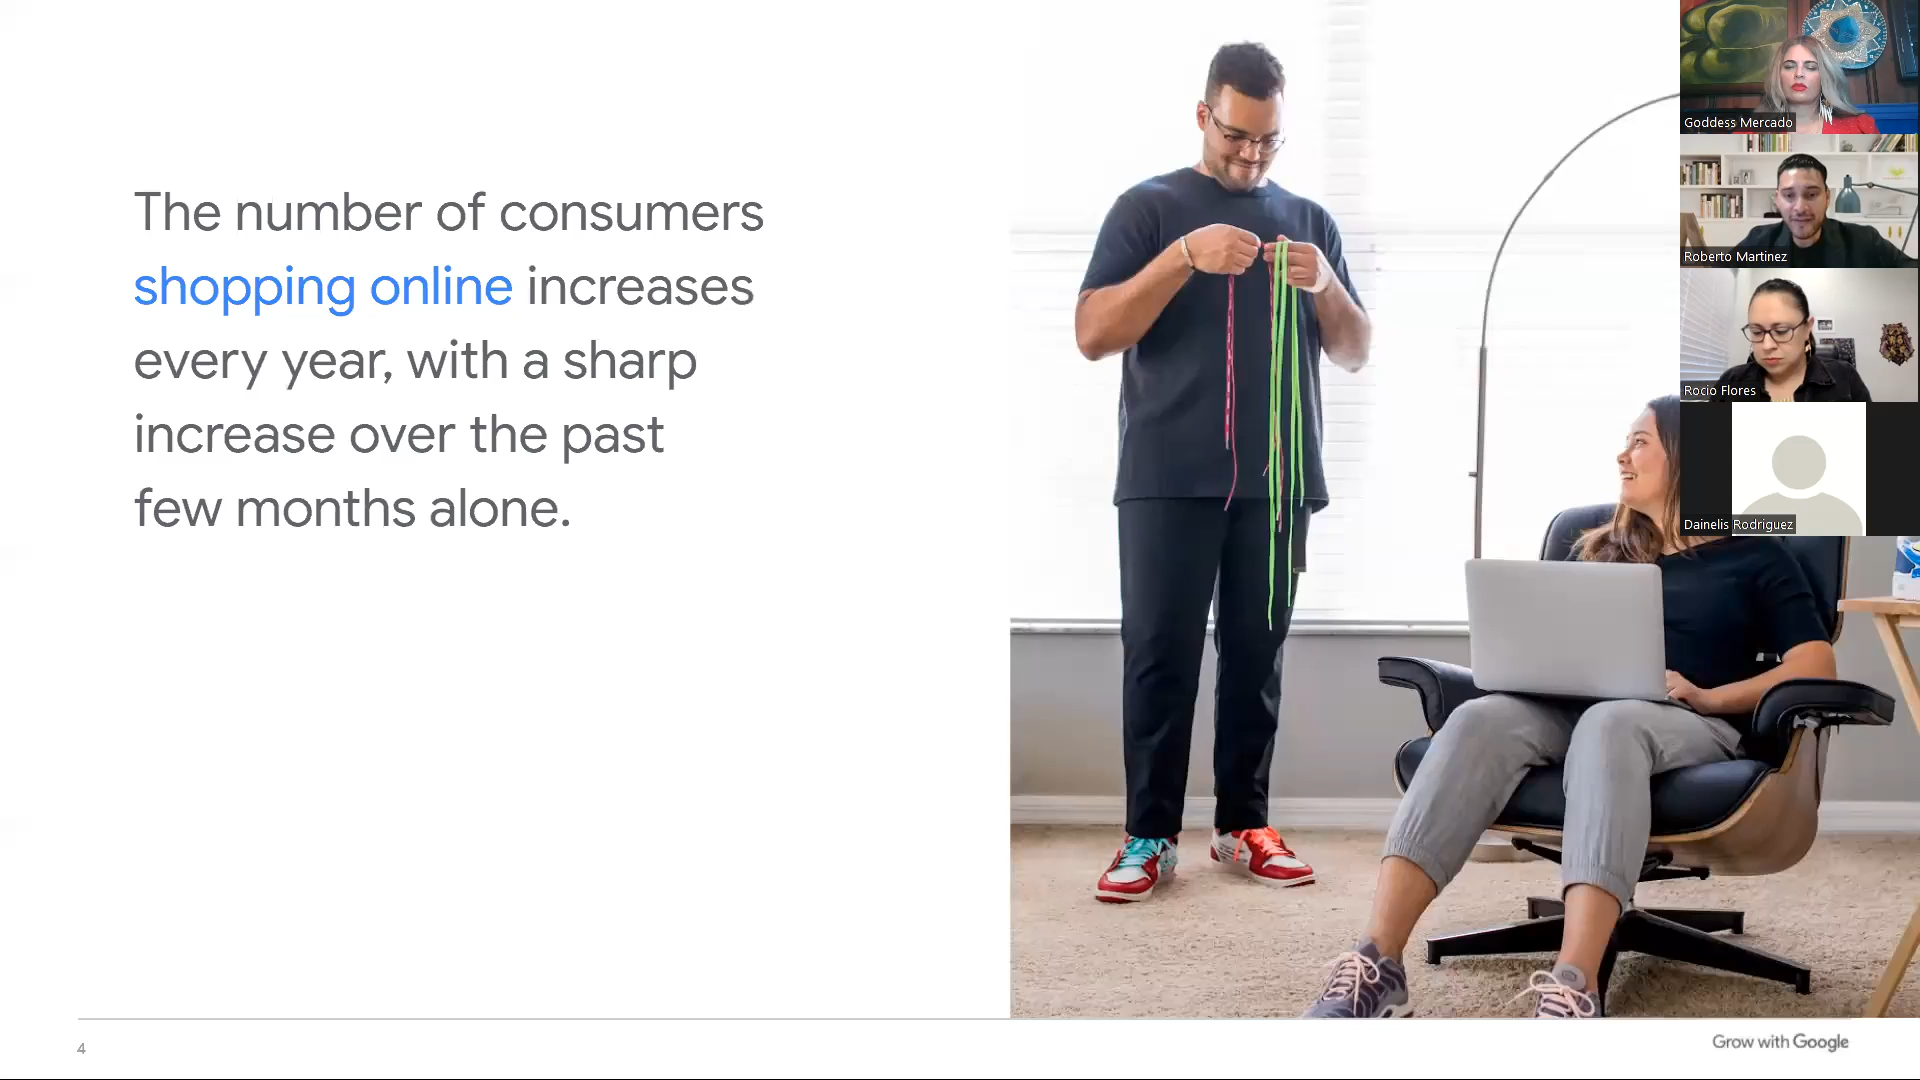 The number of consumers
shopping online increases
every year, with a sharp
increase over the past
few months alone.
Goddess Mercado
Roberto Martinez
Rocio Flores
Dainelis Rodriguez
4
Grow with Google